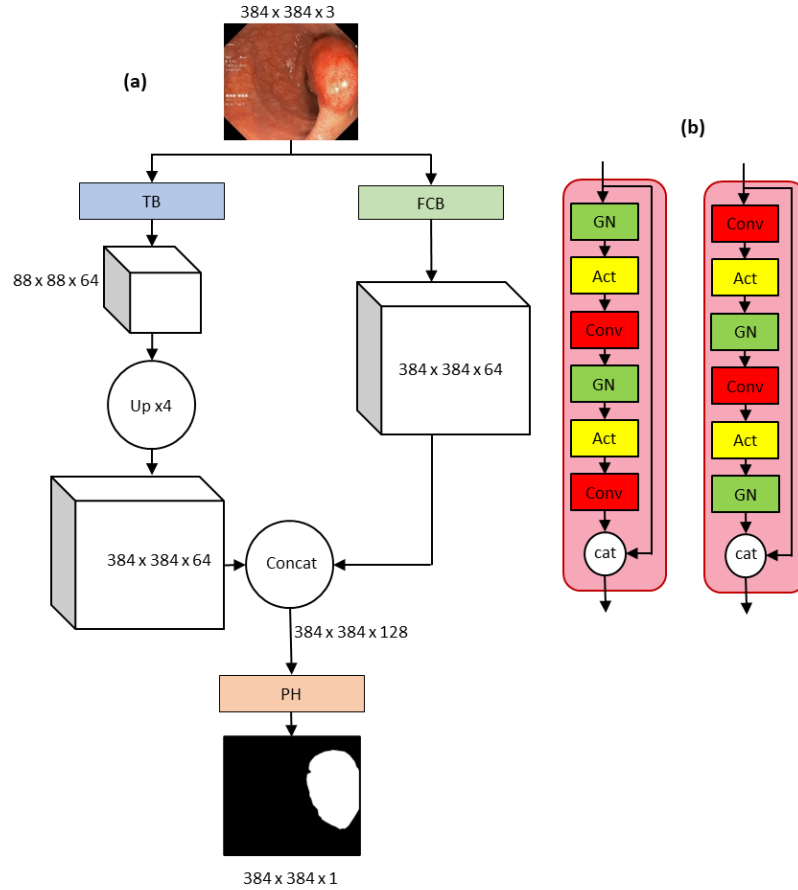 384 x 384 x 3
(a)
(b)
TB
FCB
88 x 88 x 64
384 x 384 x 64
Up x4
384 x 384 x 64
Concat
384 x 384 x 128
PH
384 x 384 x 1
GN
Act
Conv
GN
Act
Conv
cat
Conv
Act
GN
Conv
Act
GN
cat